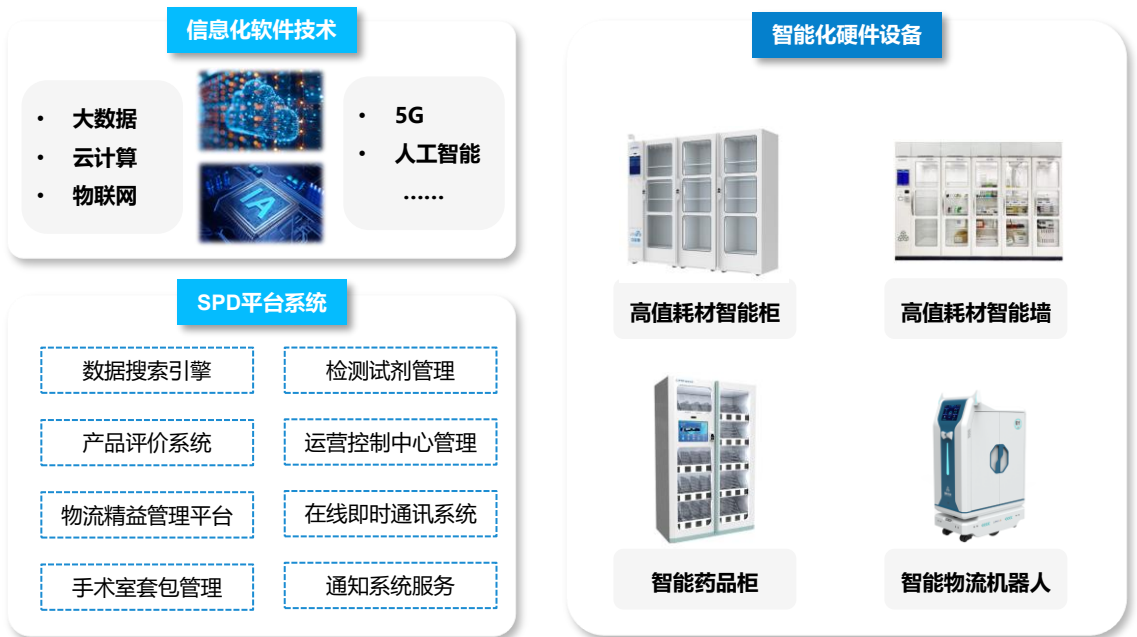 信息化软件技术
• 大数据
• 云计算
• 物联网
IA
• 5G
• 人工智能
……
SPD平台系统
数据搜索引擎
检测试剂管理
产品评价系统
运营控制中心管理
物流精益管理平台
在线即时通讯系统
手术室套包管理
通知系统服务
智能化硬件设备
高值耗材智能柜
高值耗材智能墙
智能药品柜
智能物流机器人